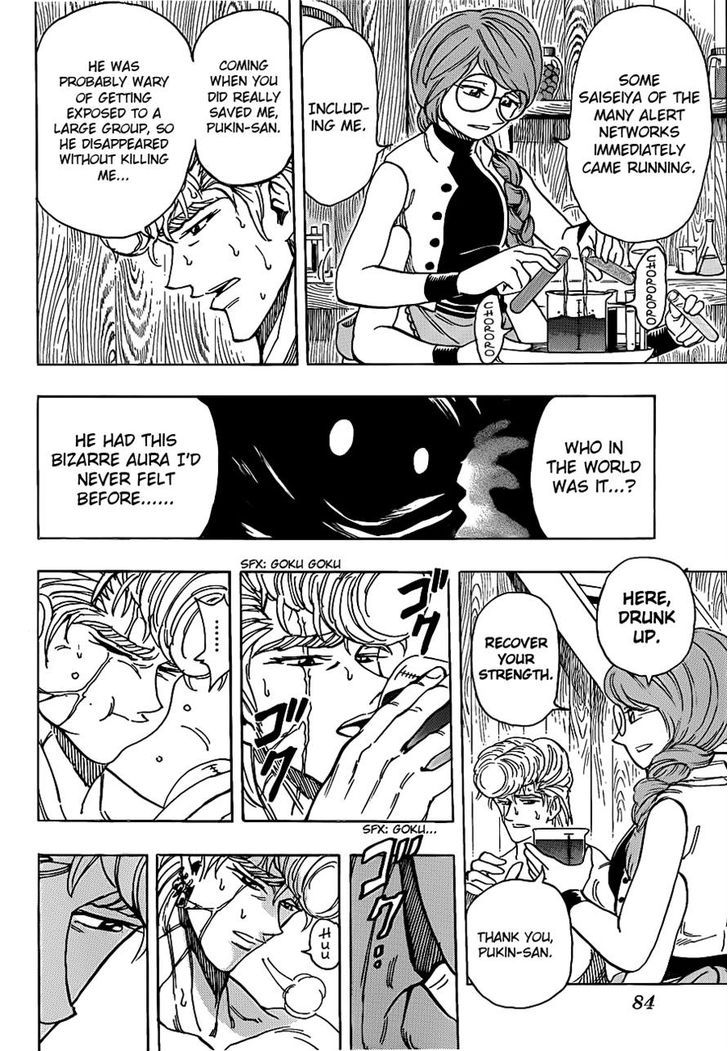 SOME
SAISEIYA OF THE
MANY ALERT
NETWORKS
IMMEDIATELY
CAME RUNNING.
INCLUD-
ING ME.
CHORORORO
CHORORO
COMING
WHEN YOU
DID REALLY
SAVED ME,
PUKIN-SAN.
HE WAS
PROBABLY WARY
OF GETTING
EXPOSED TO A
LARGE GROUP, SO
HE DISAPPEARED
WITHOUT KILLING
ME...
WHO IN
THE WORLD
WAS IT...?
HE HAD THIS
BIZARRE AURA I'D
NEVER FELT
BEFORE......
HERE,
DRUNK
UP.
RECOVER
YOUR
STRENGTH.
THANK YOU,
PUKIN-SAN.
SFX: GOKU GOKU
ゴク
ゴク
......
SFX: GOKU...
ゴク。
HUU
84